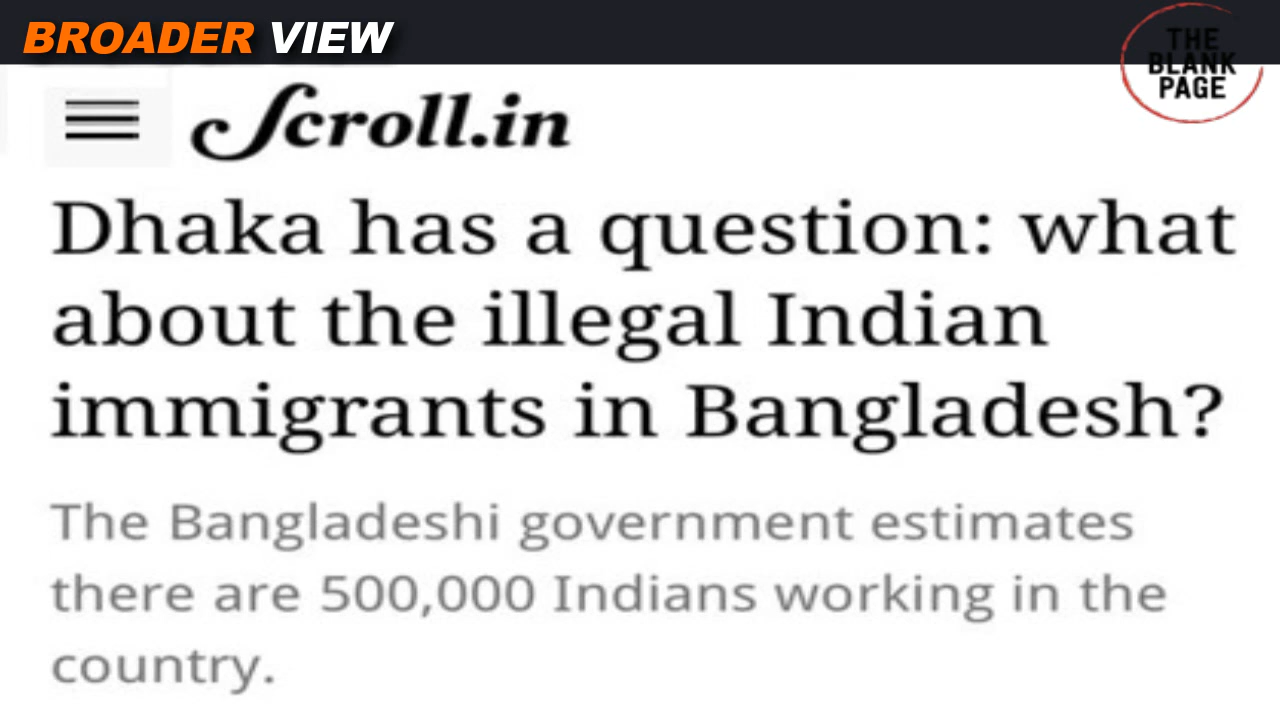 BROADER VIEW
THE
BLANK
PAGE
Scroll.in
Dhaka has a question: what
about the illegal Indian
immigrants in Bangladesh?
The Bangladeshi government estimates
there are 500,000 Indians working in the
country.